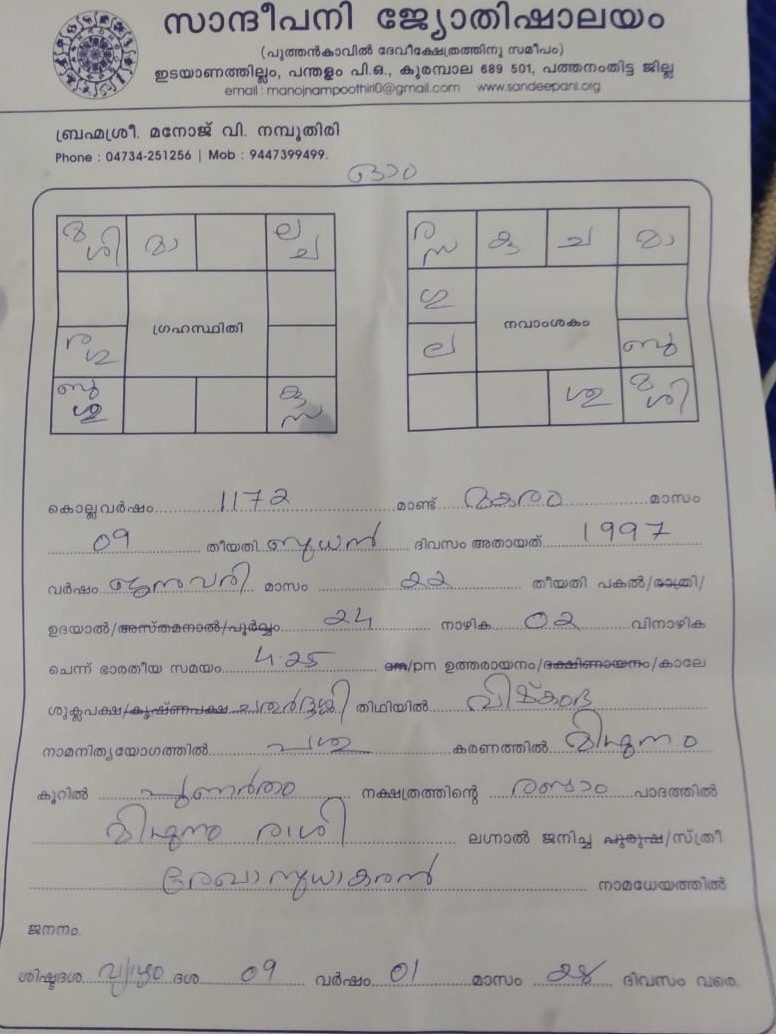 സാന്ദീപനി ജ്യോതിഷാലയം
(പുത്തൻകാവിൽ ദേവീക്ഷേത്രത്തിനു സമീപം)
ഇടയാണത്തില്ലം, പന്തളം പി.ഒ., കുരമ്പാല 689 501, പത്തനംതിട്ട ജില്ല
email : manojnampoothiri0@gmail.com www.sandeepani.org
ബ്രഹ്മശ്രീ. മനോജ് വി. നമ്പൂതിരി
Phone : 04734-251256 | Mob : 9447399499.
ഓം
മ ശി മാ ല ച
ഗ്രഹസ്ഥിതി
ര ഗു
ബു ശു കു സ
ര സ കു ച മാ
ഗു
ല നവാംശകം ബു
ശു മ ശി
കൊല്ലവർഷം 1172 മാണ്ട് മകരം മാസം
09 തീയതി ബുധൻ ദിവസം അതായത് 1997
വർഷം ജനുവരി മാസം 22 തീയതി പകൽ/രാത്രി/
ഉദയാൽ/അസ്തമനാൽ/പൂർവ്വം 24 നാഴിക 02 വിനാഴിക
ചെന്ന് ഭാരതീയ സമയം 4.25 am/pm ഉത്തരായനം/ദക്ഷിണായനം/കാലേ
ശുക്ലപക്ഷ/കൃഷ്ണപക്ഷ ചതുർദ്ദശി തിഥിയിൽ വിഷ്കംഭ
നാമനിത്യയോഗത്തിൽ പശു കരണത്തിൽ മിഥുനം
കൂറിൽ പുണർതം നക്ഷത്രത്തിന്റെ രണ്ടാം പാദത്തിൽ
മിഥുനം രാശി ലഗ്നാൽ ജനിച്ച പുരുഷ/സ്ത്രീ
രേഖാ സുധാകരൻ നാമധേയത്തിൽ
ജനനം.
ശിഷ്ടദശ വ്യാഴം ദശ 09 വർഷം 01 മാസം 28 ദിവസം വരെ.